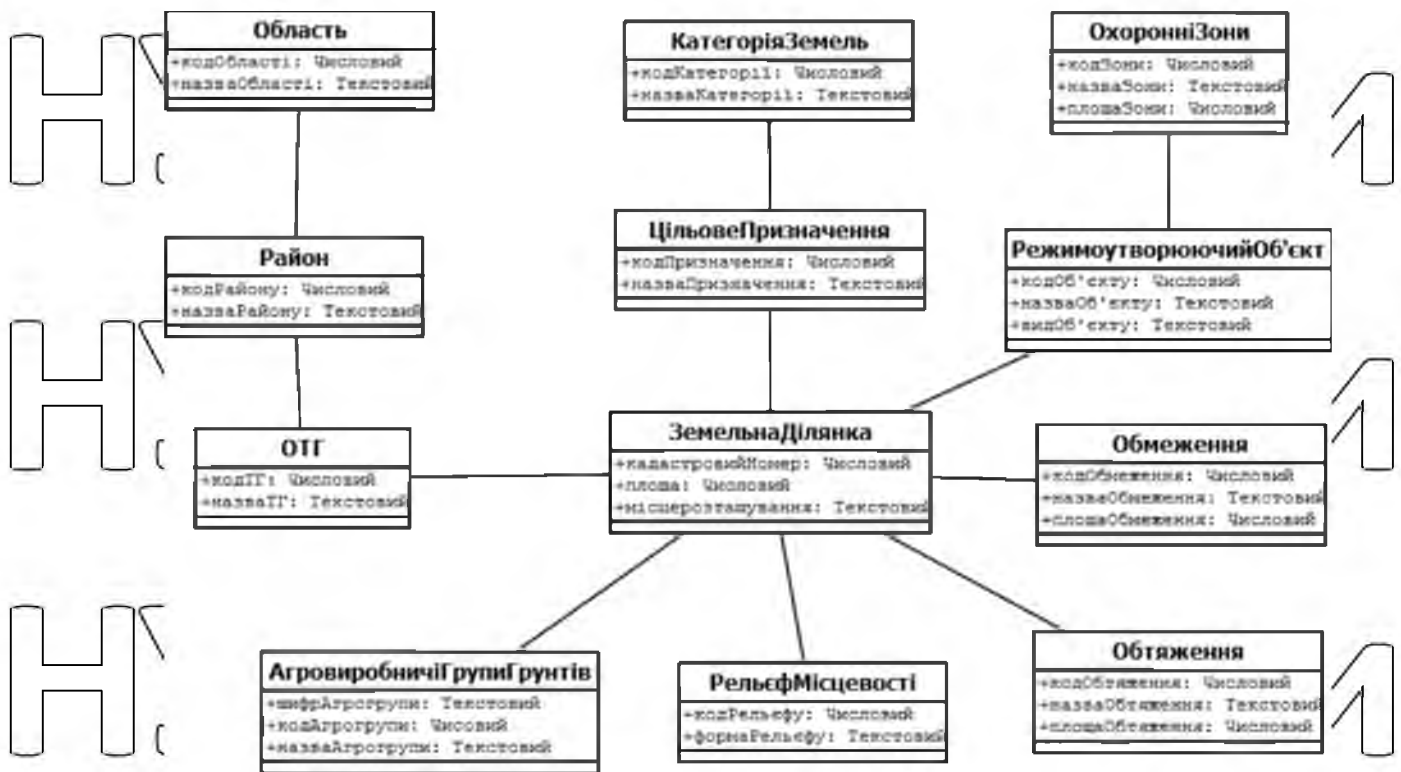 Область
+кодОбласті: Числовий
+назваОбласті: Текстовий
КатегоріяЗемель
+кодКатегорії: Числовий
+назваКатегорії: Текстовий
ОхоронніЗони
+кодЗони: Числовий
+назваЗони: Текстовий
+площаЗони: Числовий
Район
+кодРайону: Числовий
+назваРайону: Текстовий
ЦільовеПризначення
+кодПризначення: Числовий
+назваПризначення: Текстовий
РежимоутворюючийОб'єкт
+кодОб'єкту: Числовий
+назваОб'єкту: Текстовий
+видОб'єкту: Текстовий
ОТГ
+кодТГ: Числовий
+назваТГ: Текстовий
ЗемельнаДілянка
+кадастровийНомер: Числовий
+площа: Числовий
+місцерозташування: Текстовий
Обмеження
+кодОбмеження: Числовий
+назваОбмеження: Текстовий
+площаОбмеження: Числовий
АгровиробничіГрупиГрунтів
+шифрАгрогрупи: Текстовий
+кодАгрогрупи: Чисовий
+назваАгрогрупи: Текстовий
РельєфМісцевості
+кодРельєфу: Числовий
+формаРельєфу: Текстовий
Обтяження
+кодОбтяження: Числовий
+назваОбтяження: Текстовий
+площаОбтяження: Числовий